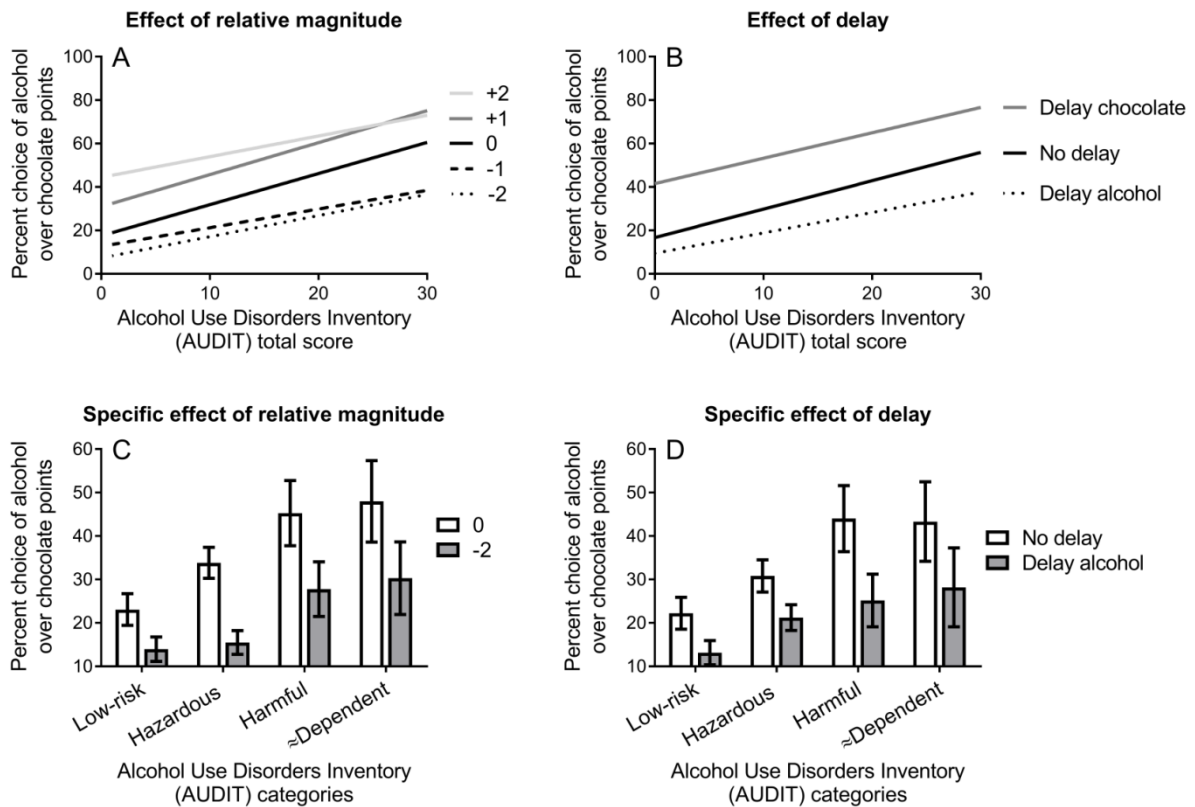 Effect of relative magnitude
A
Percent choice of alcohol
over chocolate points
100
80
60
40
20
0
0
10
20
30
+2
+1
0
-1
-2
Alcohol Use Disorders Inventory
(AUDIT) total score
Effect of delay
B
Percent choice of alcohol
over chocolate points
100
80
60
40
20
0
0
10
20
30
Delay chocolate
No delay
Delay alcohol
Alcohol Use Disorders Inventory
(AUDIT) total score
Specific effect of relative magnitude
C
Percent choice of alcohol
over chocolate points
60
50
40
30
20
10
0
-2
Low-risk
Hazardous
Harmful
≈Dependent
Alcohol Use Disorders Inventory
(AUDIT) categories
Specific effect of delay
D
Percent choice of alcohol
over chocolate points
60
50
40
30
20
10
No delay
Delay alcohol
Low-risk
Hazardous
Harmful
≈Dependent
Alcohol Use Disorders Inventory
(AUDIT) categories